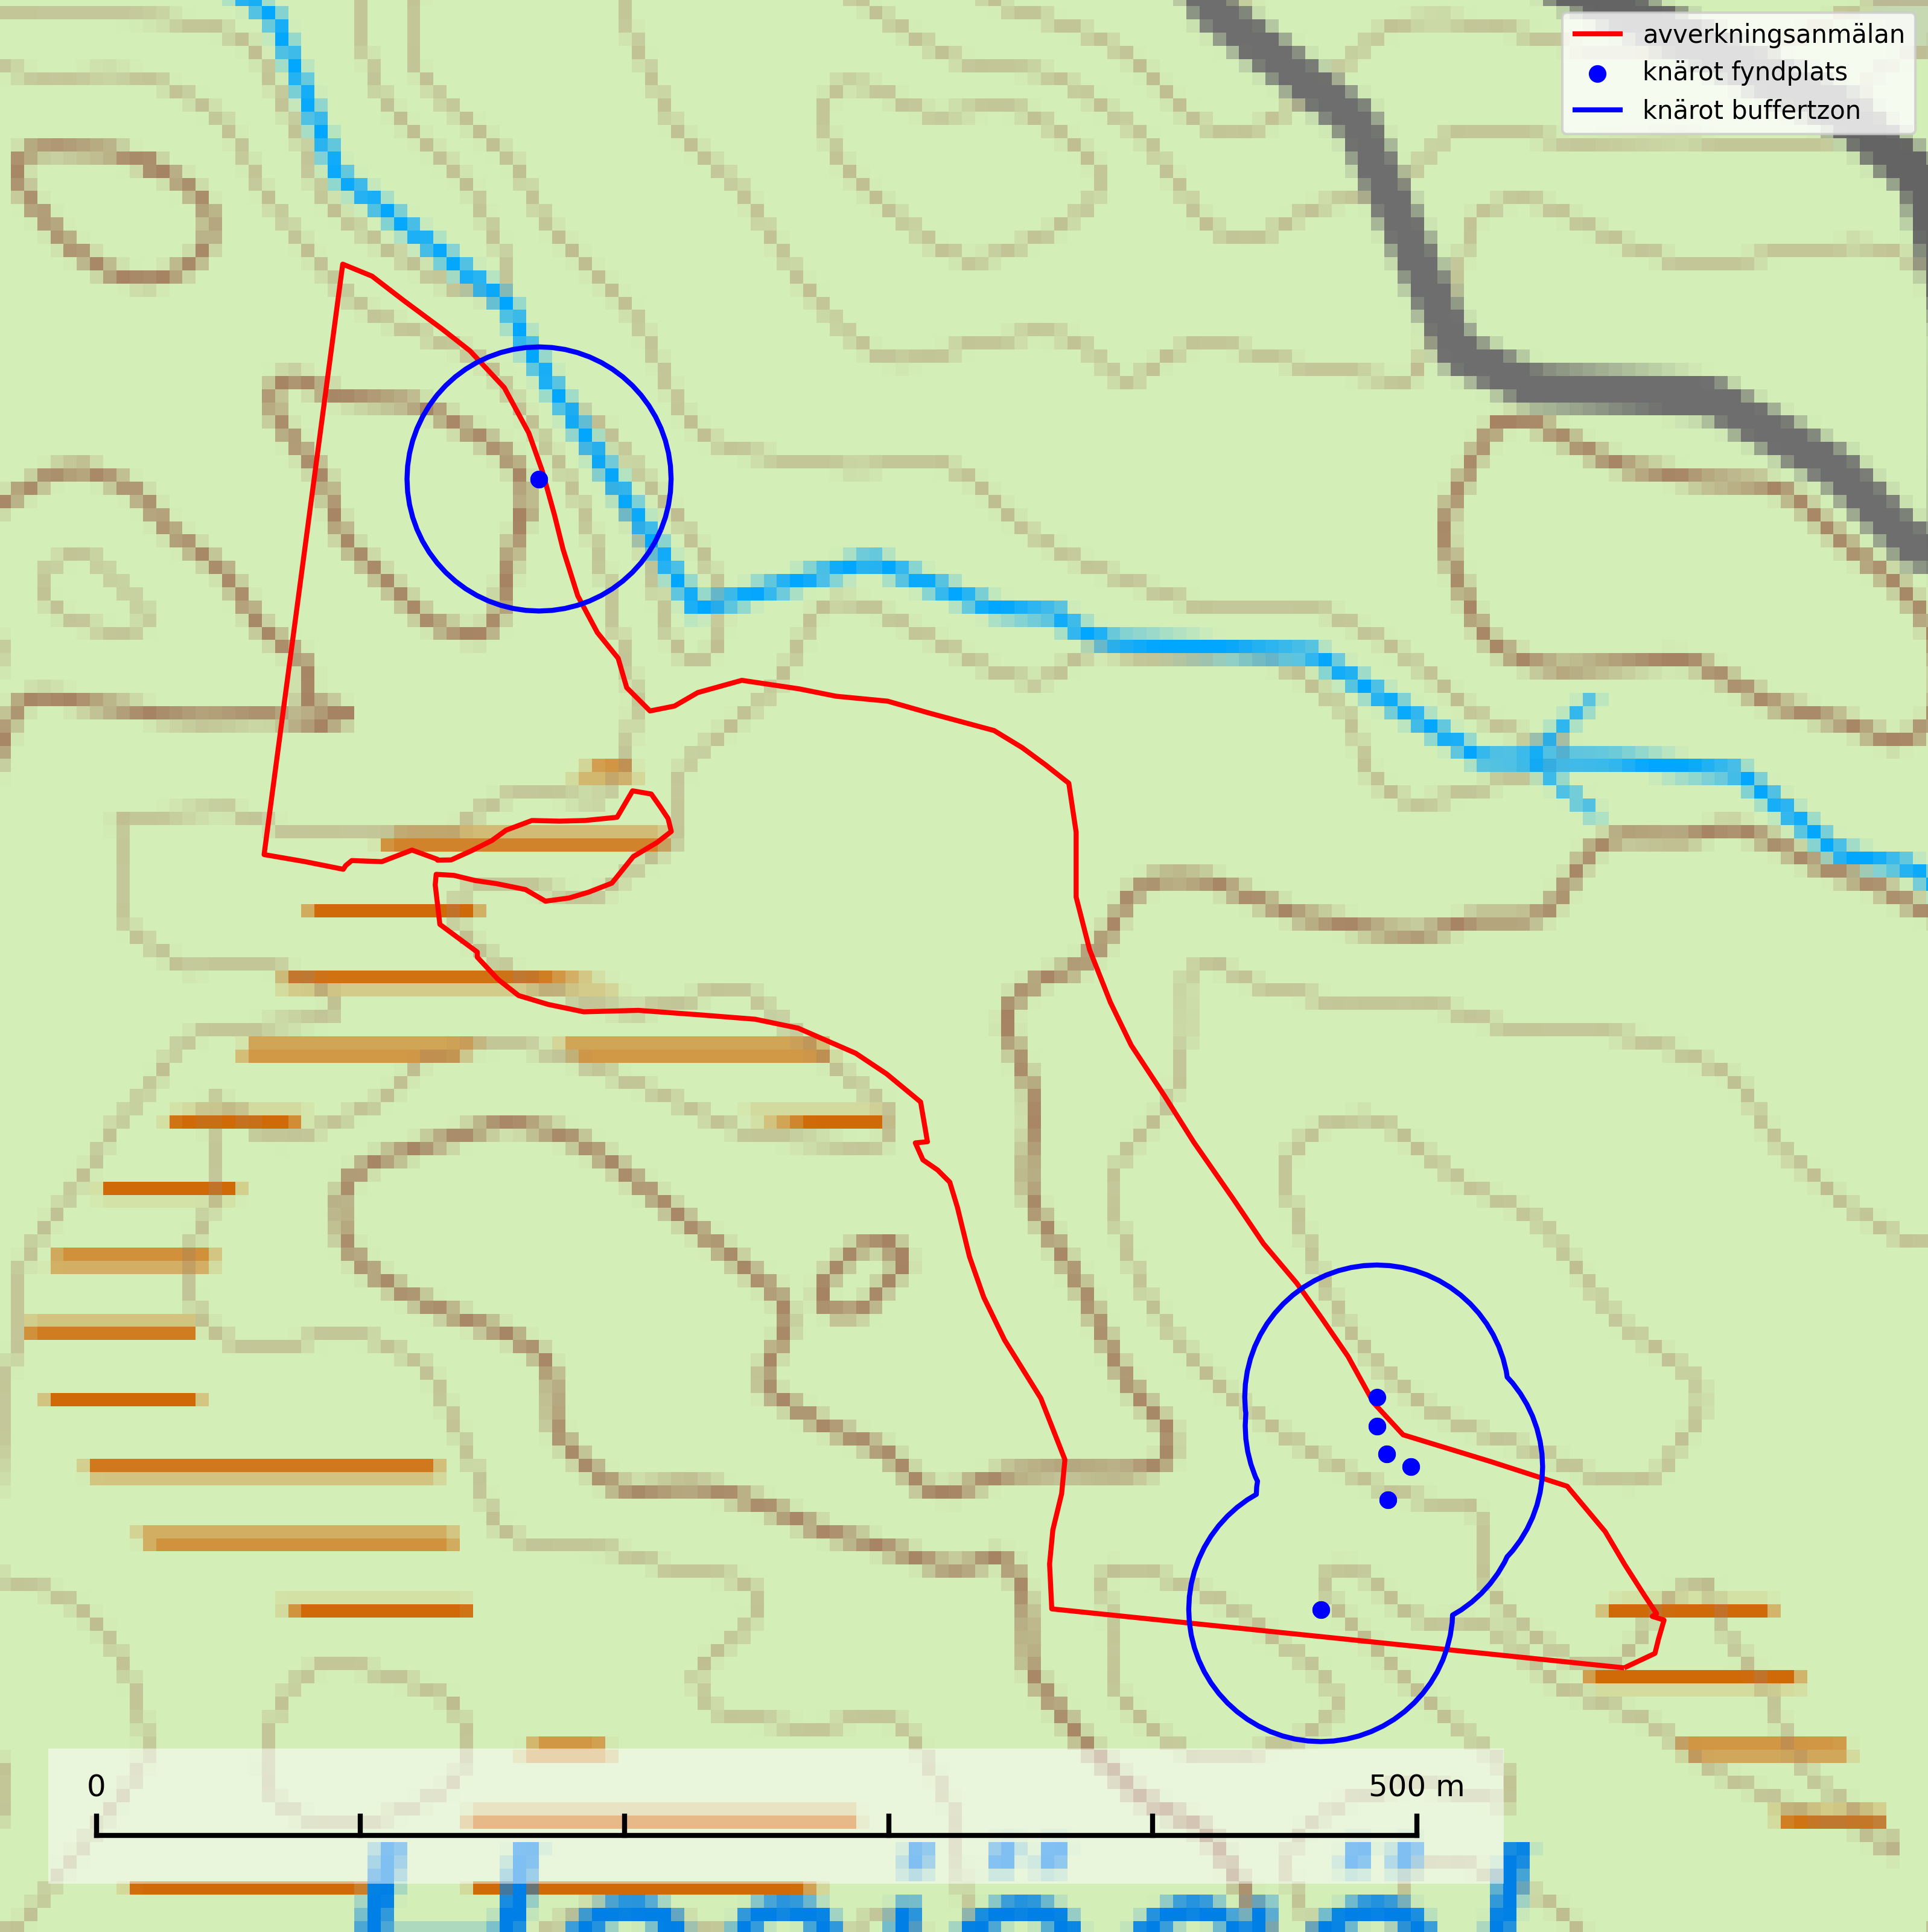 avverkningsanmälan
knärot fyndplats
knärot buffertzon
0 500 m